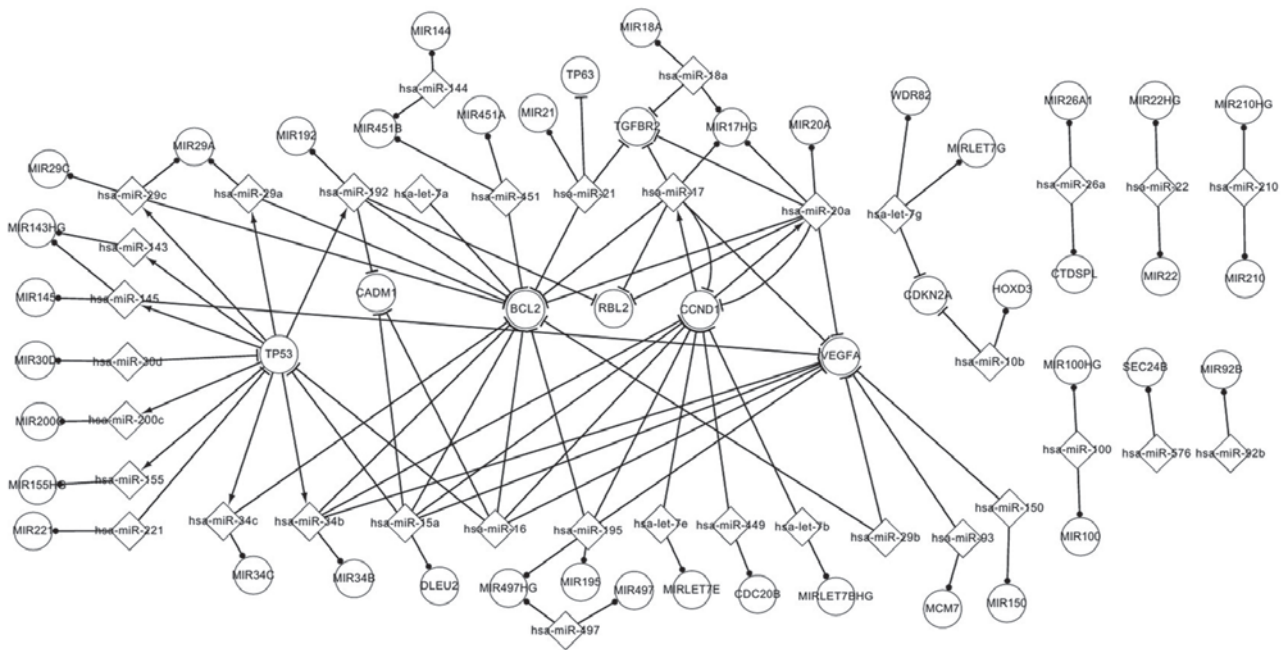 MIR144
MIR18A
hsa-miR-144
TP63
hsa-miR-18a
WDR82
MIR26A1
MIR22HG
MIR210HG
MIR451A
MIR21
MIR451B
TGFBR2
MIR17HG
MIR20A
MIR192
MIR29A
MIRLET7G
MIR29C
hsa-miR-29c
hsa-miR-29a
hsa-miR-192
hsa-let-7a
hsa-miR-451
hsa-miR-21
hsa-miR-17
hsa-miR-20a
hsa-let-7g
hsa-miR-26a
hsa-miR-22
hsa-miR-210
MIR143HG
hsa-miR-143
CTDSPL
MIR22
MIR210
MIR145
hsa-miR-145
CADM1
BCL2
RBL2
CCND1
CDKN2A
HOXD3
TP53
VEGFA
MIR30D
hsa-miR-30d
hsa-miR-10b
MIR100HG
SEC24B
MIR92B
MIR200C
hsa-miR-200c
hsa-miR-100
hsa-miR-576
hsa-miR-92b
MIR155HG
hsa-miR-155
MIR221
hsa-miR-221
hsa-miR-34c
hsa-miR-34b
hsa-miR-15a
hsa-miR-16
hsa-miR-195
hsa-let-7e
hsa-miR-449
hsa-let-7b
hsa-miR-29b
hsa-miR-93
hsa-miR-150
MIR100
MIR34C
MIR34B
DLEU2
MIR497HG
MIR195
MIR497
MIRLET7E
CDC20B
MIRLET7BHG
MCM7
MIR150
hsa-miR-497